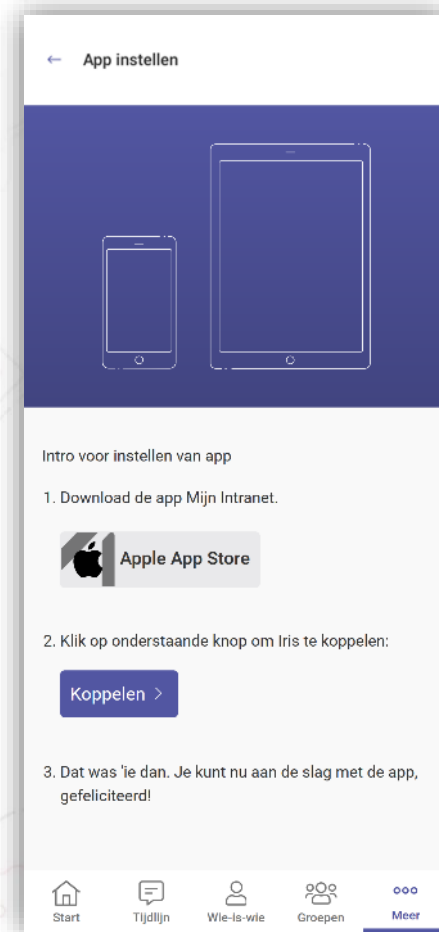 App instellen
Intro voor instellen van app
1. Download de app Mijn Intranet.
Apple App Store
2. Klik op onderstaande knop om Iris te koppelen:
Koppelen >
3. Dat was 'ie dan. Je kunt nu aan de slag met de app,
gefeliciteerd!
Start Tijdlijn Wie-is-wie Groepen Meer